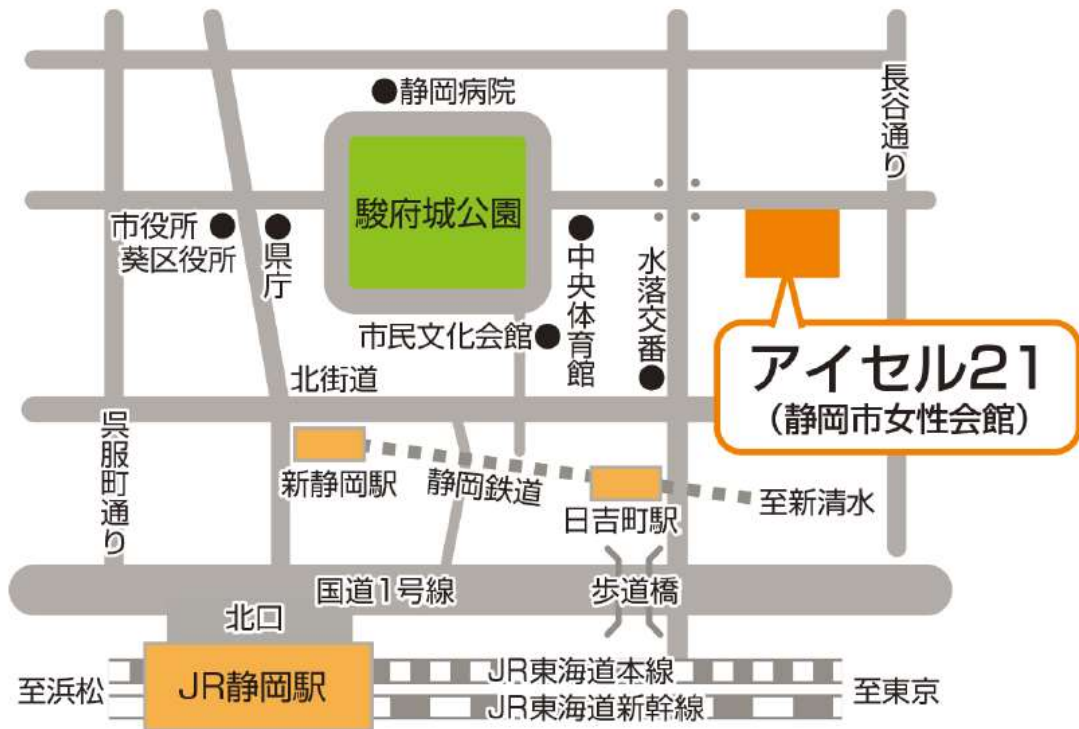 静岡病院
長谷通り
駿府城公園
市役所
葵区役所
県庁
中央体育館
水落交番
市民文化会館
アイセル21
(静岡市女性会館)
北街道
呉服町通り
新静岡駅
静岡鉄道
日吉町駅
至新清水
国道1号線
歩道橋
北口
JR静岡駅
JR東海道本線
JR東海道新幹線
至浜松
至東京